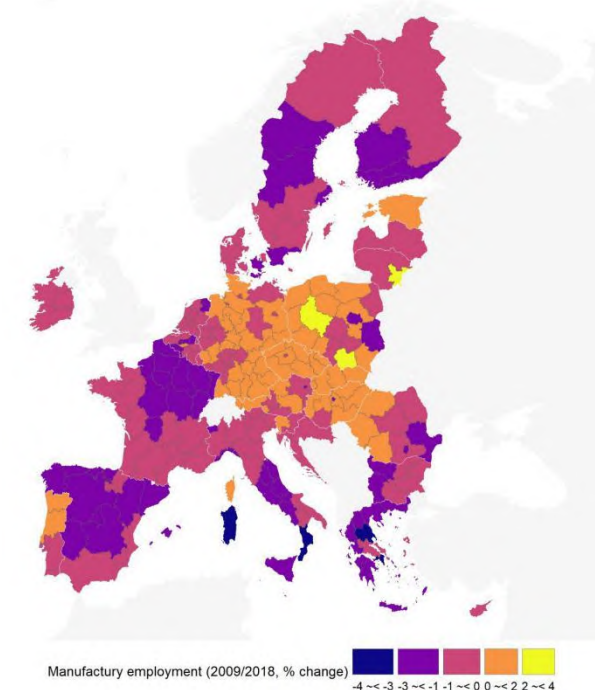 Manufactury employment (2009/2018, % change)
-4 ~< -3 -3 ~< -1 -1 ~< 0 0 ~< 2 2 ~< 4